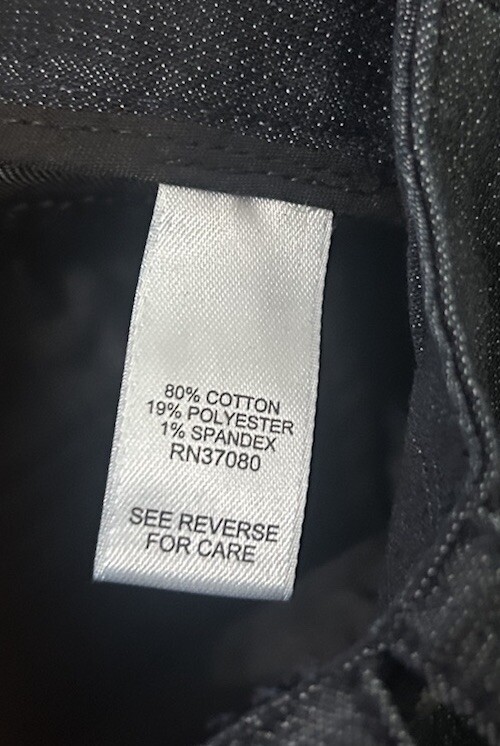 80% COTTON
19% POLYESTER
1% SPANDEX
RN37080
SEE REVERSE
FOR CARE